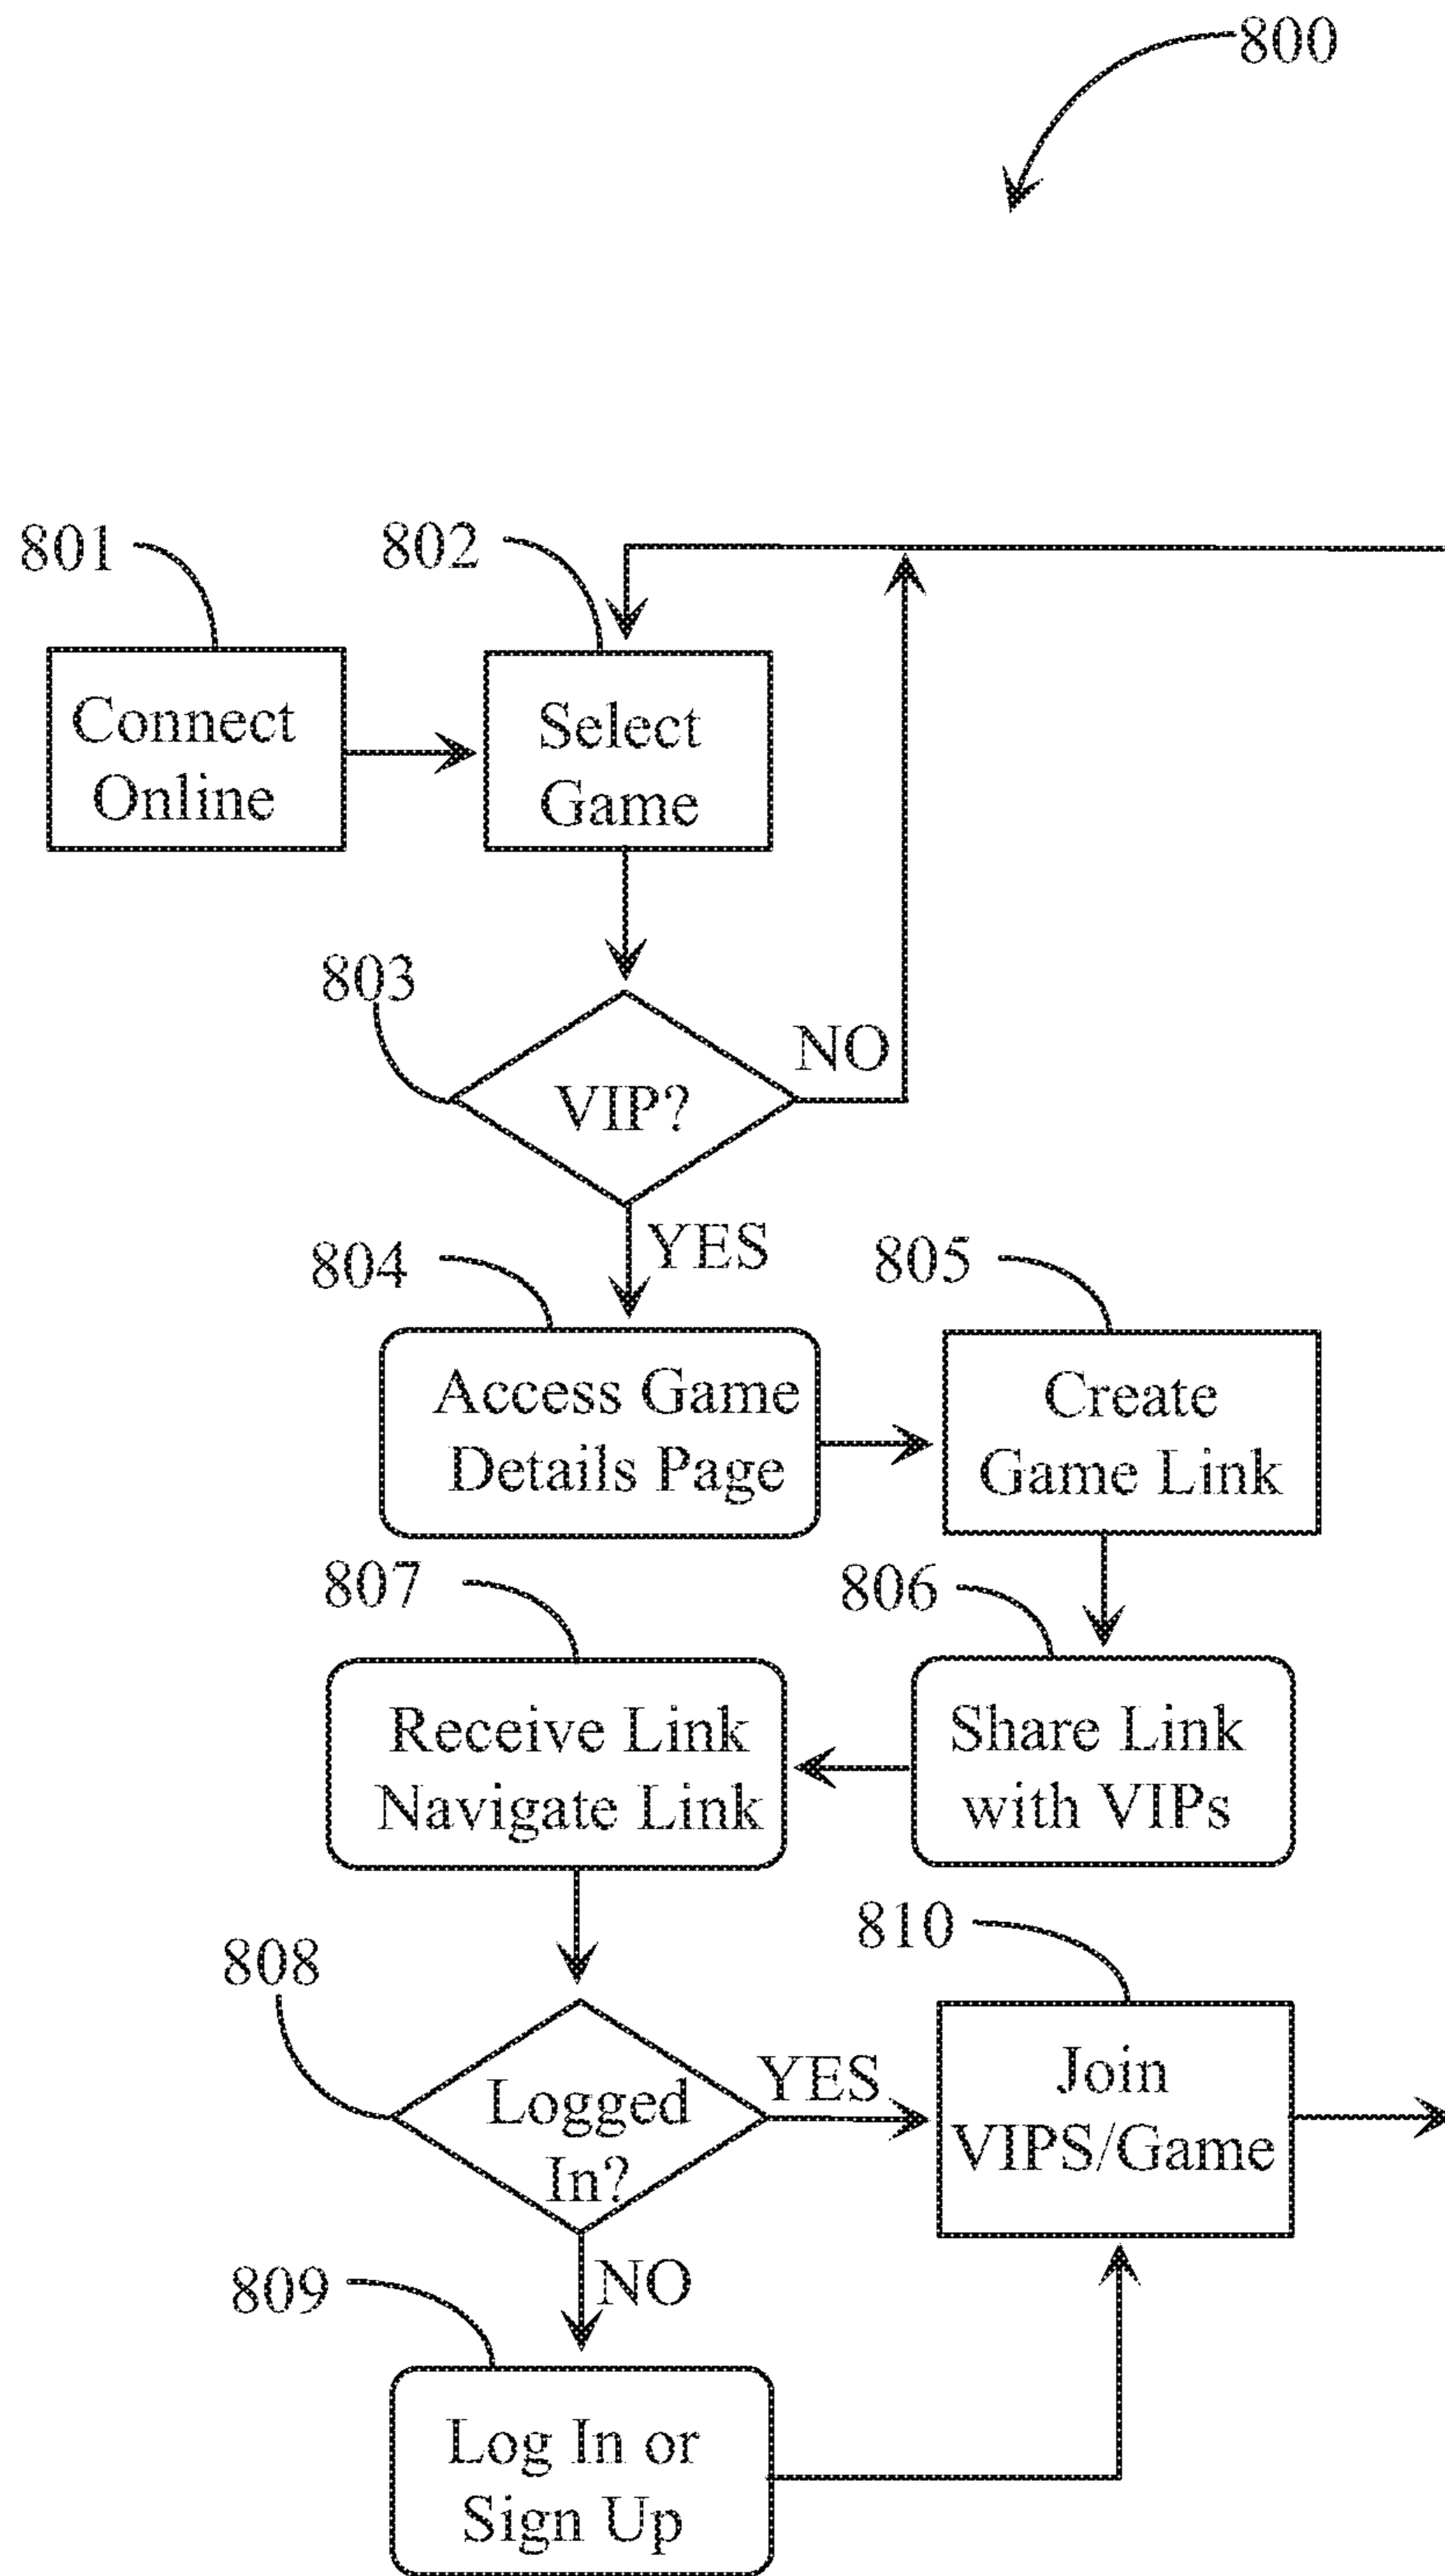 800
801
802
Connect
Online
Select
Game
803
NO
VIP?
YES
804
805
Access Game
Details Page
Create
Game Link
807
806
Receive Link
Navigate Link
Share Link
with VIPs
810
808
YES
Logged
In?
Join
VIPS/Game
NO
809
Log In or
Sign Up